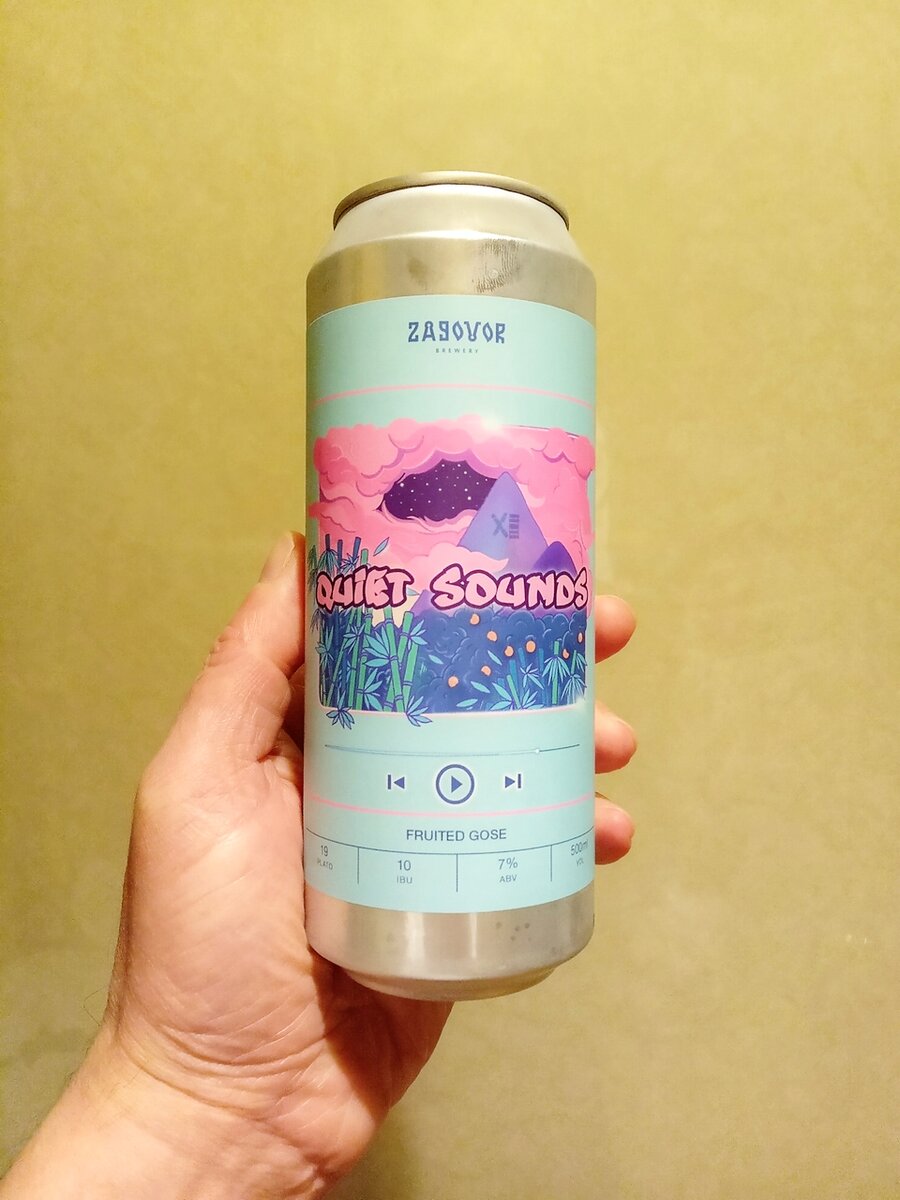 ZAGOVOR
BREWERY
QUIET SOUNDS
FRUITED GOSE
19 10 7% 500ml
PLATO IBU ABV VOL